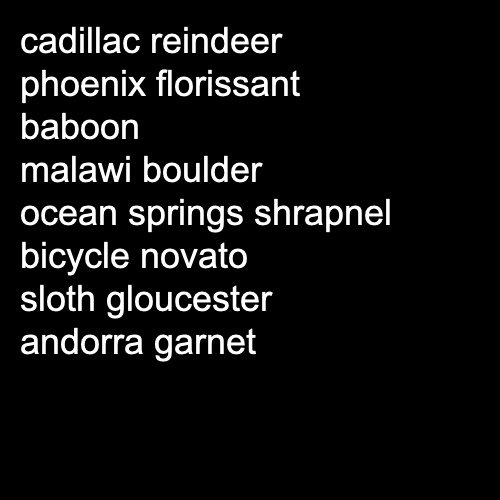 cadillac reindeer
phoenix florissant
baboon
malawi boulder
ocean springs shrapnel
bicycle novato
sloth gloucester
andorra garnet